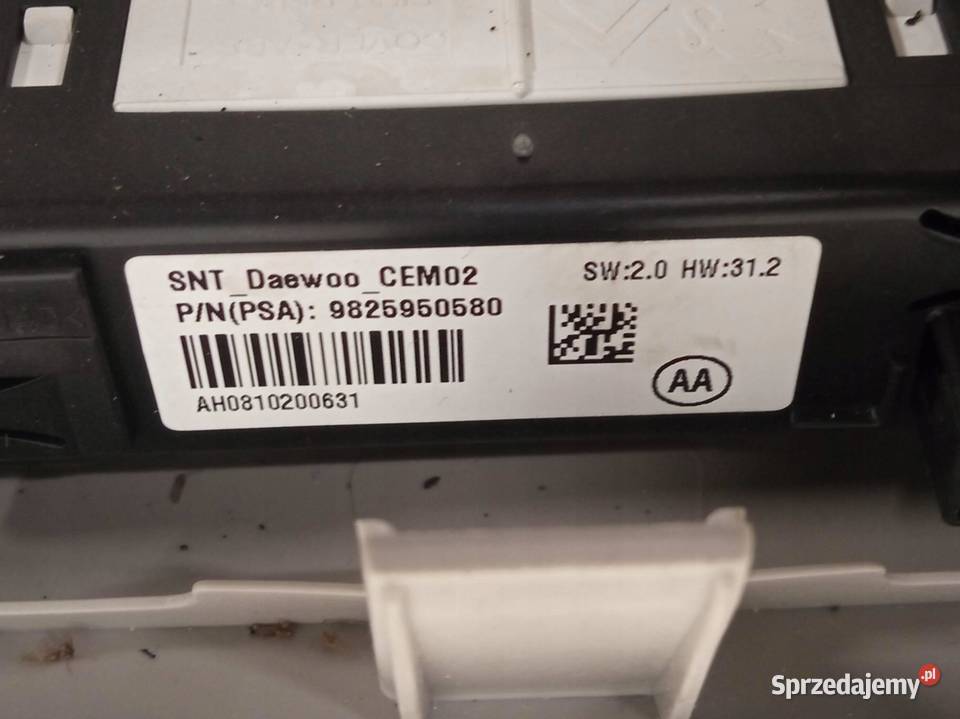 SNT_Daewoo_CEM02
SW:2.0 HW:31.2
P/N(PSA): 9825950580
AH0810200631
AA
Sprzedajemy.pl